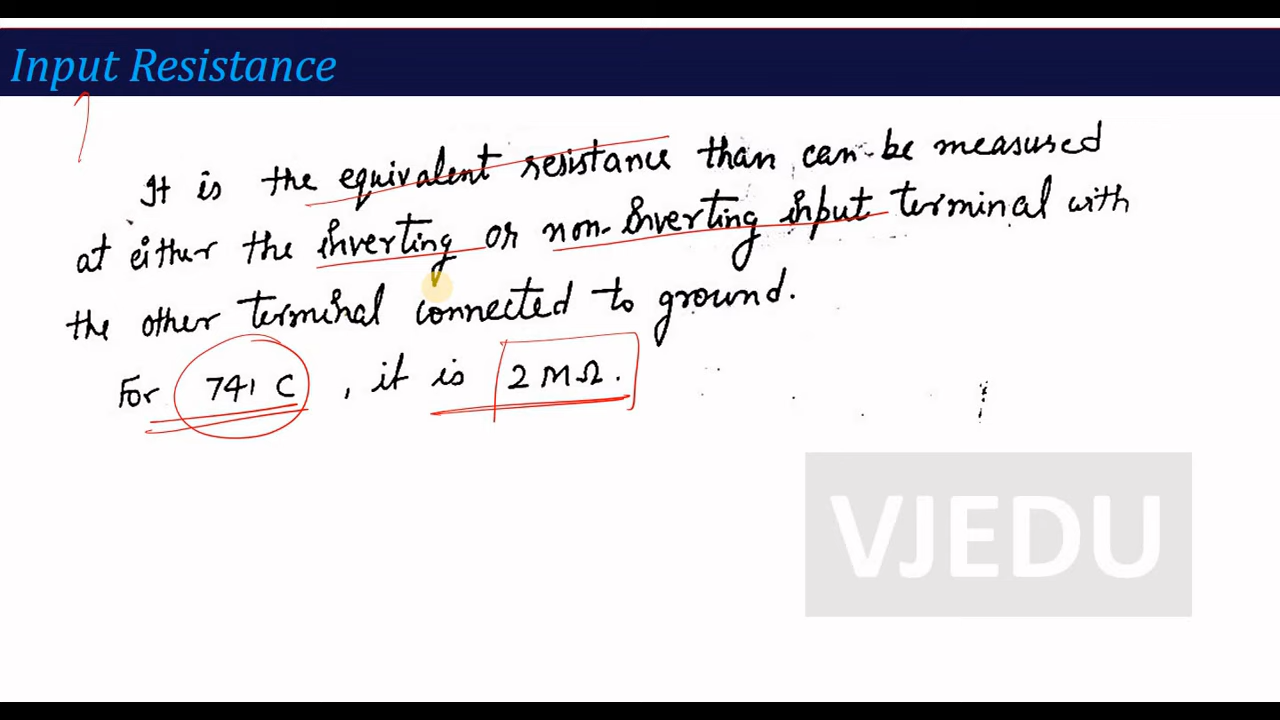 Input Resistance
It is the equivalent resistance than can be measured
at either the inverting or non-inverting input terminal with
the other terminal connected to ground.
For 741 C, it is 2 MΩ.
VJEDU